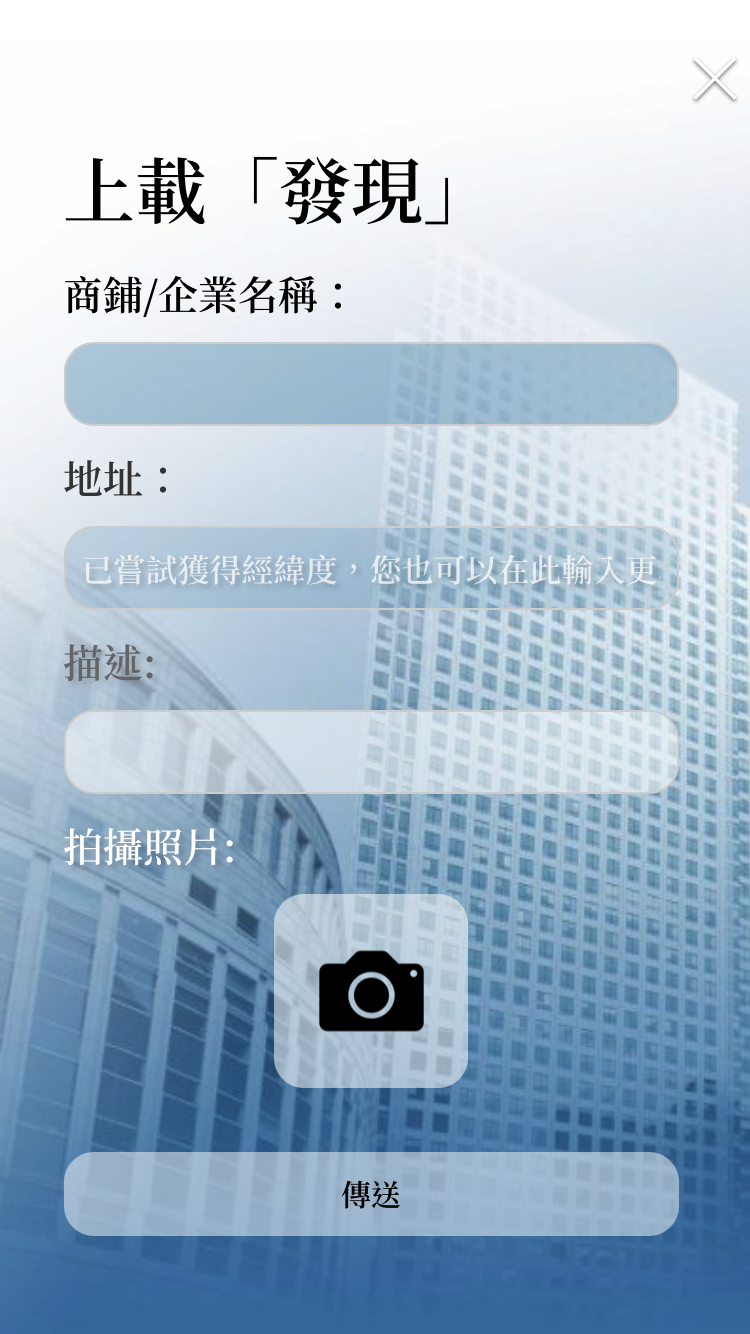 上載「發現」
商鋪/企業名稱：
地址：
已嘗試獲得經緯度，您也可以在此輸入更
描述:
拍攝照片:
傳送